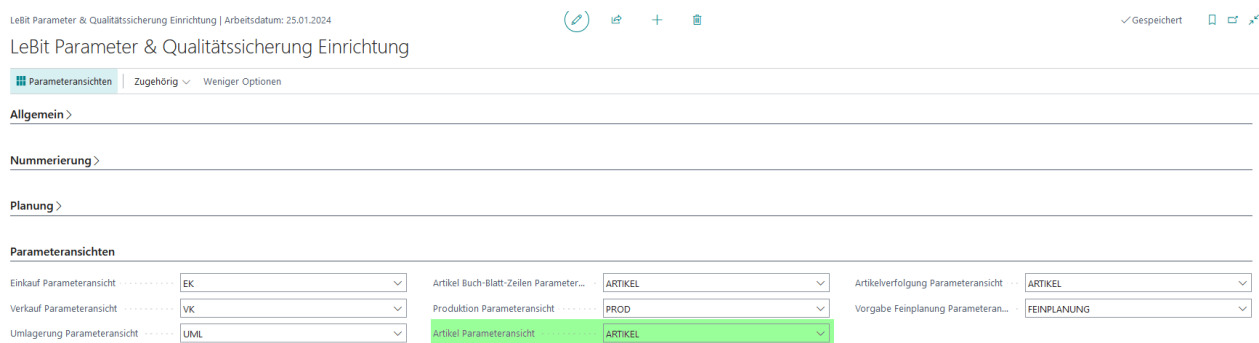 LeBit Parameter & Qualitätssicherung Einrichtung | Arbeitsdatum: 25.01.2024
Gespeichert
LeBit Parameter & Qualitätssicherung Einrichtung
Parameteransichten Zugehörig Weniger Optionen
Allgemein
Nummerierung
Planung
Parameteransichten
Einkauf Parameteransicht EK Artikel Buch-Blatt-Zeilen Parameter... ARTIKEL Artikelverfolgung Parameteransicht ARTIKEL
Verkauf Parameteransicht VK Produktion Parameteransicht PROD Vorgabe Feinplanung Parameteran... FEINPLANUNG
Umlagerung Parameteransicht UML Artikel Parameteransicht ARTIKEL